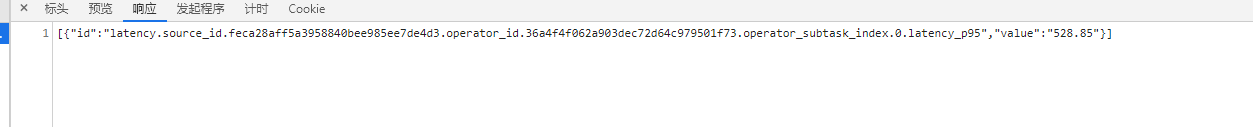 × 标头 预览 响应 发起程序 计时 Cookie
1 [{"id":"latency.source_id.feca28aff5a3958840bee985ee7de4d3.operator_id.36a4f4f062a903dec72d64c979501f73.operator_subtask_index.0.latency_p95","value":"528.85"}]